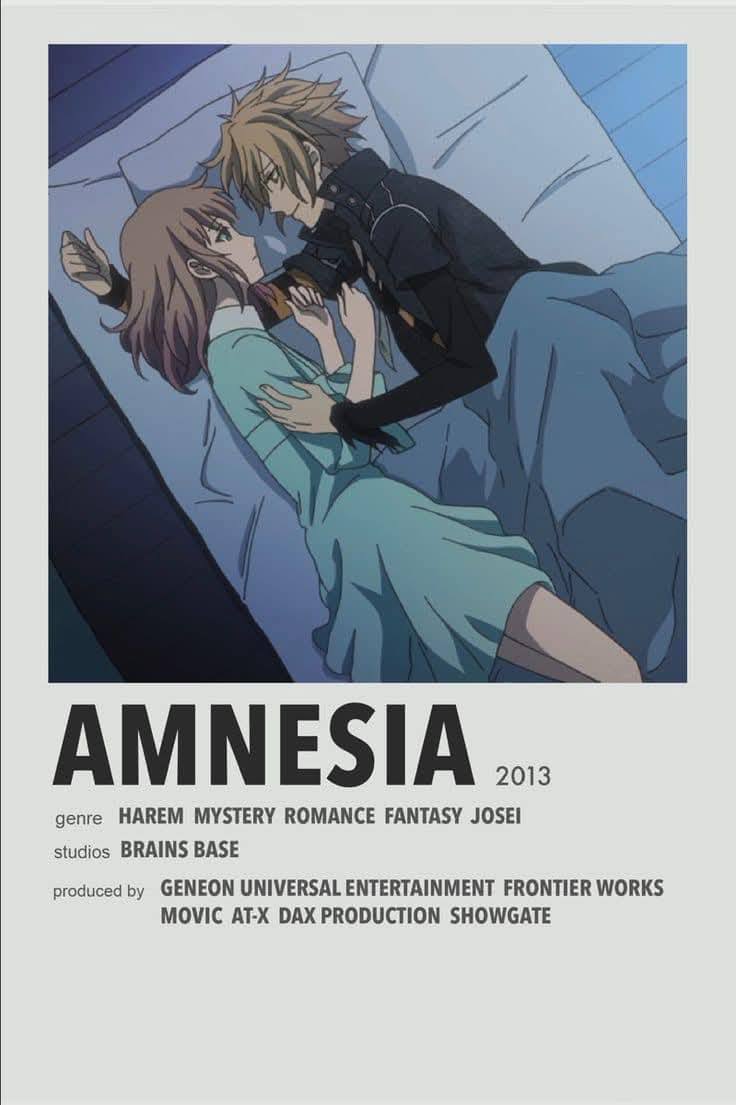 AMNESIA 2013
genre HAREM MYSTERY ROMANCE FANTASY JOSEI
studios BRAINS BASE
produced by GENEON UNIVERSAL ENTERTAINMENT FRONTIER WORKS
MOVIC AT-X DAX PRODUCTION SHOWGATE